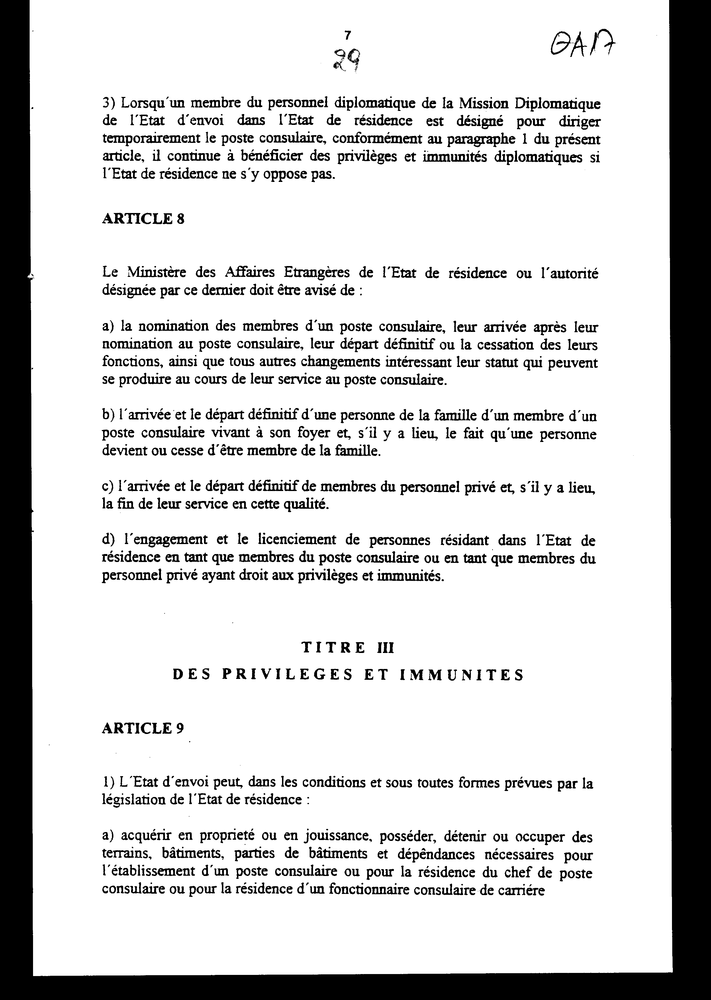 7
29
3) Lorsqu´un membre du personnel diplomatique de la Mission Diplomatique
de l´Etat d´envoi dans l´Etat de résidence est désigné pour diriger
temporairement le poste consulaire, conformément au paragraphe 1 du présent
article, il continue à bénéficier des privilèges et immunités diplomatiques si
l´Etat de résidence ne s´y oppose pas.
ARTICLE 8
Le Ministère des Affaires Etrangères de l´Etat de résidence ou l´autorité
désignée par ce dernier doit être avisé de :
a) la nomination des membres d´un poste consulaire, leur arrivée après leur
nomination au poste consulaire, leur départ définitif ou la cessation des leurs
fonctions, ainsi que tous autres changements intéressant leur statut qui peuvent
se produire au cours de leur service au poste consulaire.
b) l´arrivée et le départ définitif d´une personne de la famille d´un membre d´un
poste consulaire vivant à son foyer et, s´il y a lieu, le fait qu´une personne
devient ou cesse d´être membre de la famille.
c) l´arrivée et le départ définitif de membres du personnel privé et, s´il y a lieu,
la fin de leur service en cette qualité.
d) l´engagement et le licenciement de personnes résidant dans l´Etat de
résidence en tant que membres du poste consulaire ou en tant que membres du
personnel privé ayant droit aux privilèges et immunités.
TITRE III
DES PRIVILEGES ET IMMUNITES
ARTICLE 9
1) L´Etat d´envoi peut, dans les conditions et sous toutes formes prévues par la
législation de l´Etat de résidence :
a) acquérir en proprieté ou en jouissance, posséder, détenir ou occuper des
terrains, bâtiments, parties de bâtiments et dépêndances nécessaires pour
l´établissement d´un poste consulaire ou pour la résidence du chef de poste
consulaire ou pour la résidence d´un fonctionnaire consulaire de carriére